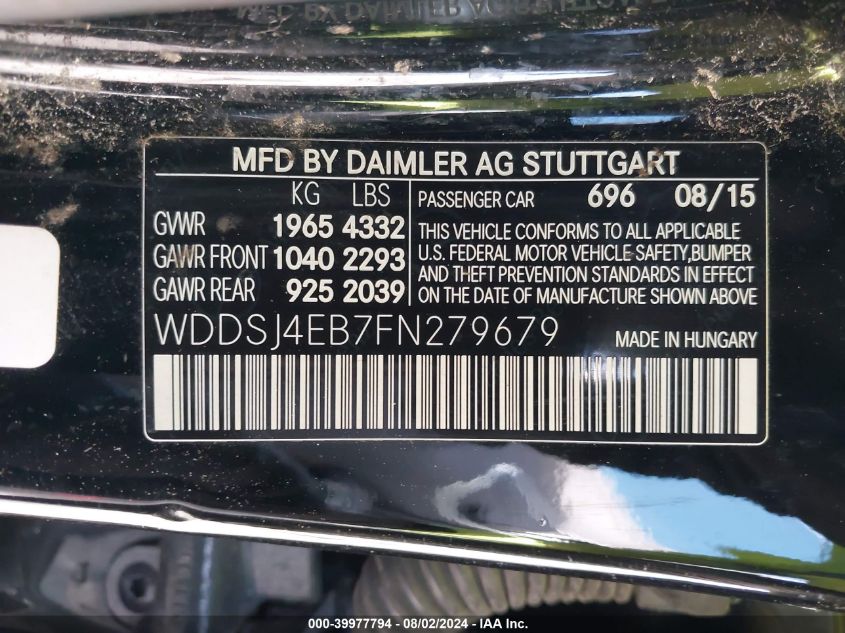 MFD BY DAIMLER AG STUTTGART
KG LBS
GVWR 1965 4332
GAWR FRONT 1040 2293
GAWR REAR 925 2039
PASSENGER CAR 696 08/15
THIS VEHICLE CONFORMS TO ALL APPLICABLE
U.S. FEDERAL MOTOR VEHICLE SAFETY,BUMPER
AND THEFT PREVENTION STANDARDS IN EFFECT
ON THE DATE OF MANUFACTURE SHOWN ABOVE
WDDSJ4EB7FN279679
MADE IN HUNGARY
000-39977794 - 08/02/2024 - © IAA Inc.